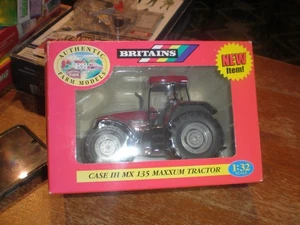 AUTHENTIC
FARM MODELS
BRITAINS
NEW
Item!
CASE III MX 135 MAXXUM TRACTOR
1:32